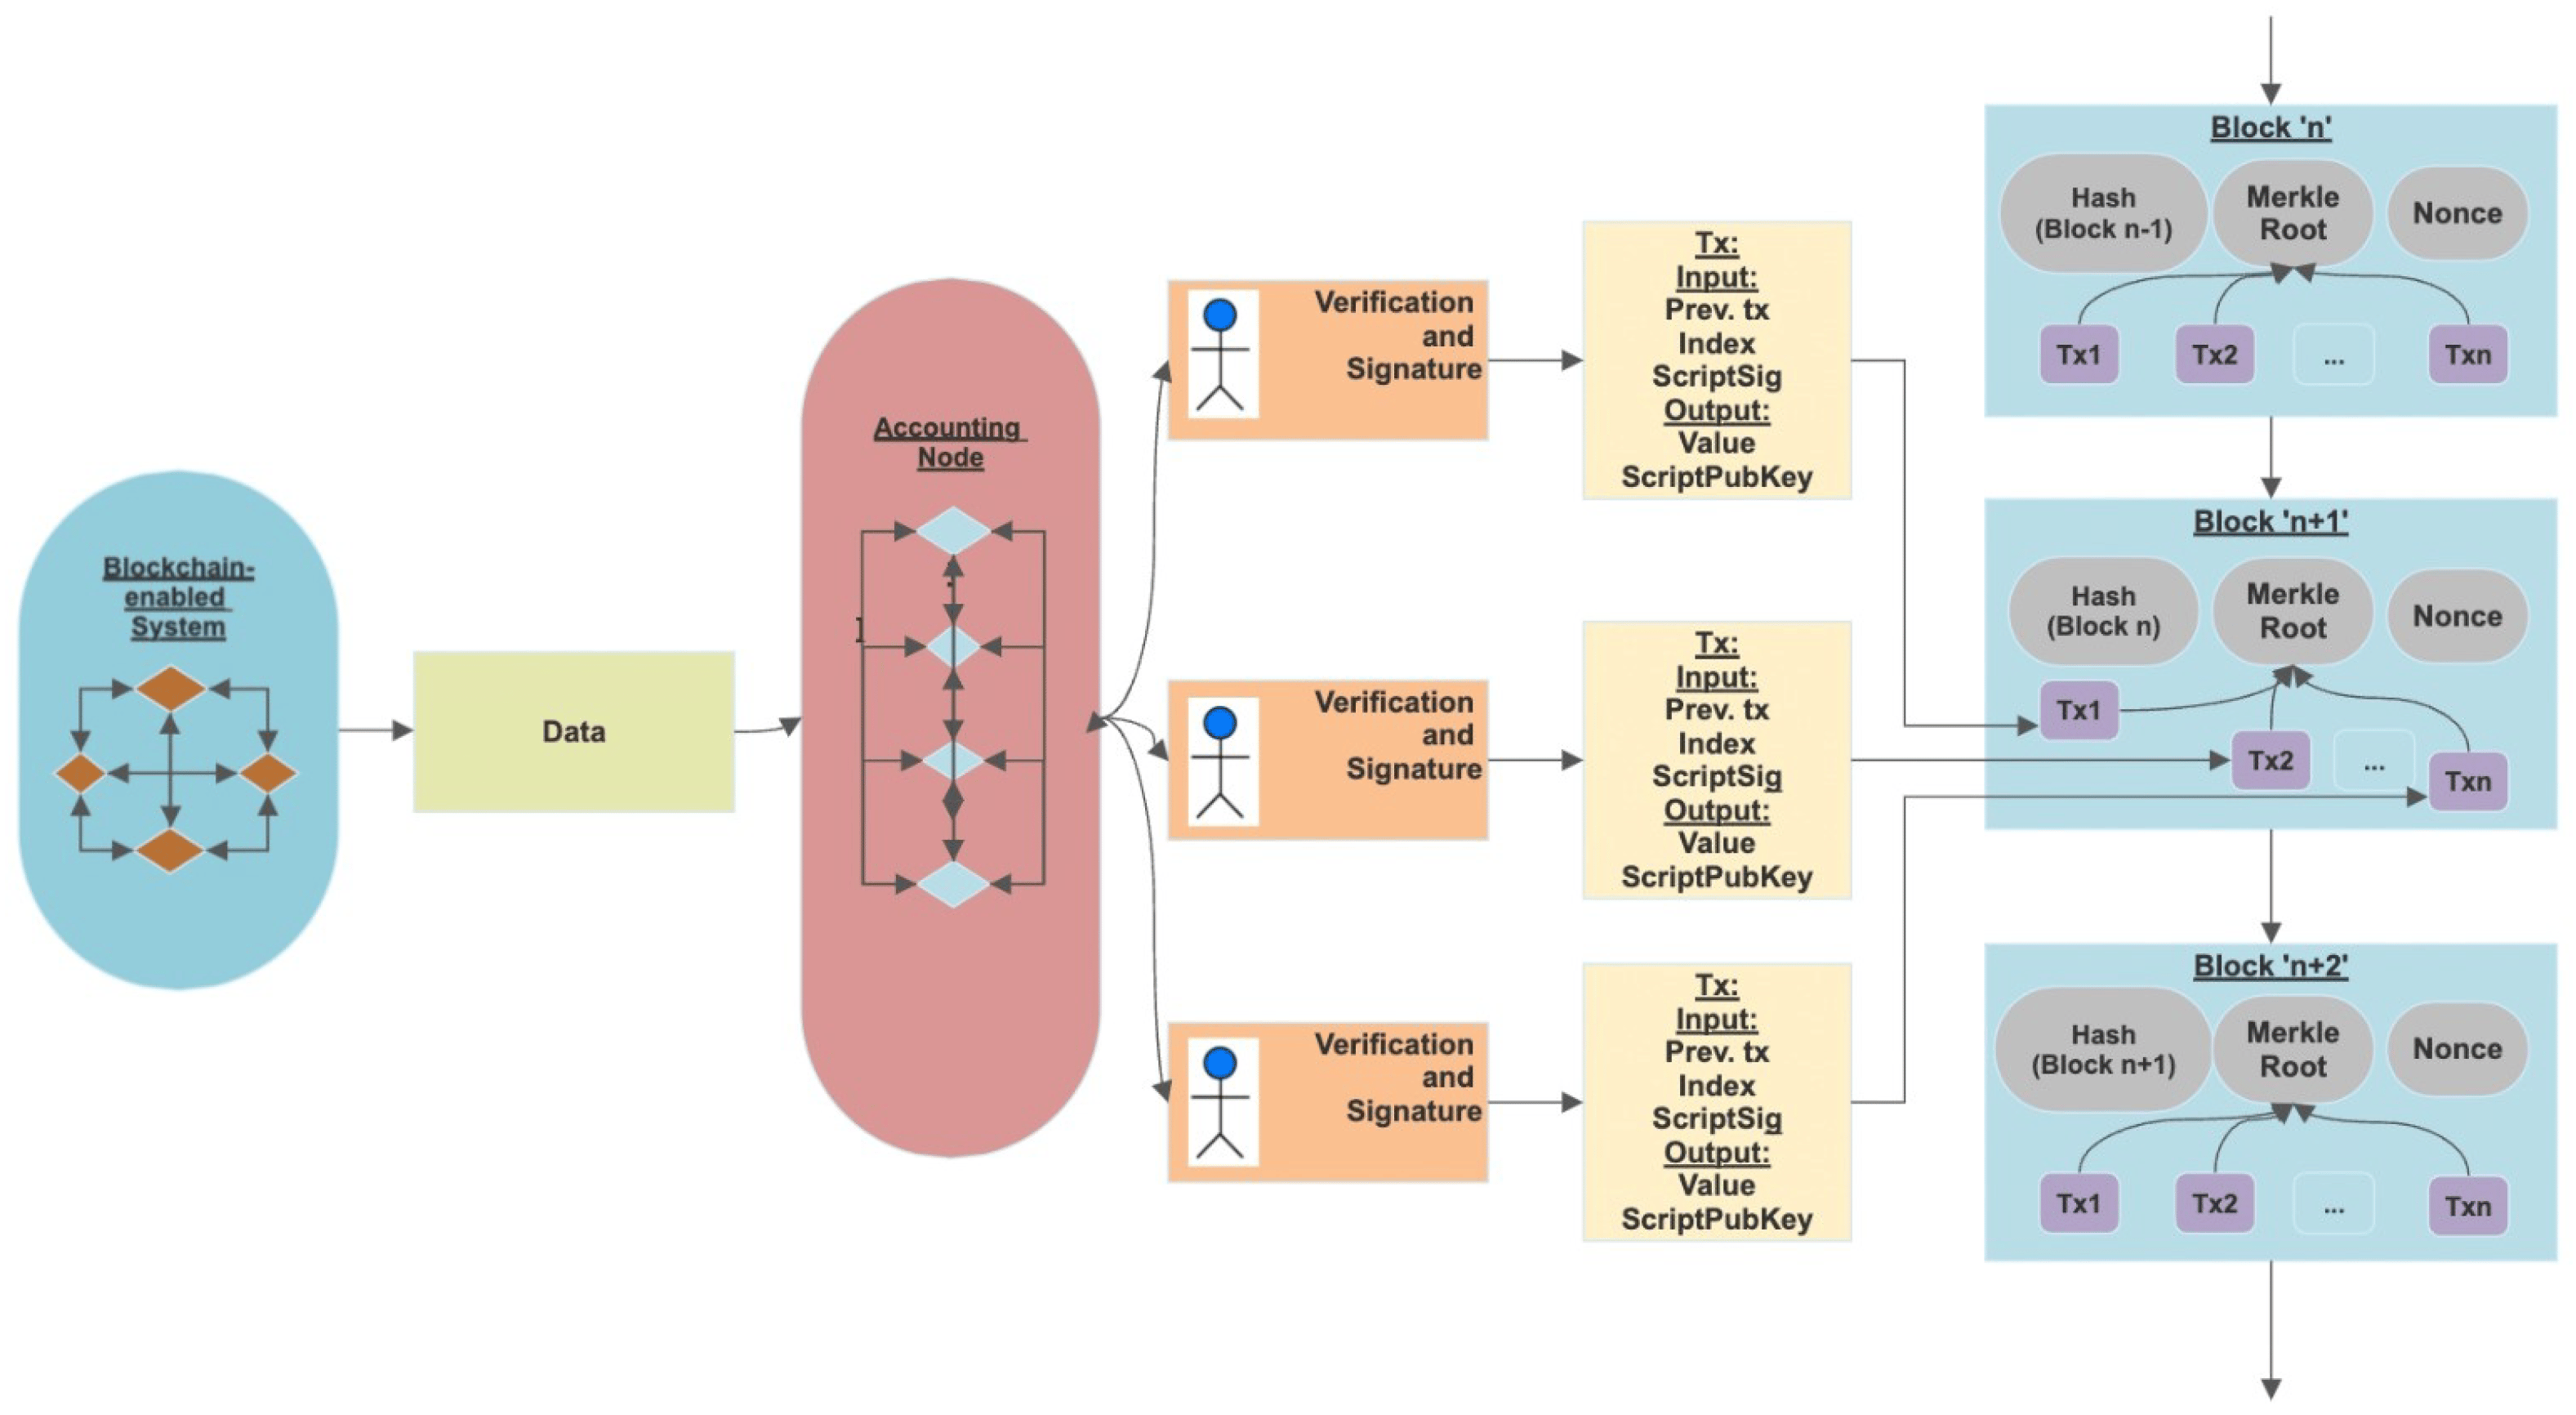 Blockchain-
enabled
System
Data
Accounting
Node
Verification
and
Signature
Verification
and
Signature
Verification
and
Signature
Tx:
Input:
Prev. tx
Index
ScriptSig
Output:
Value
ScriptPubKey
Tx:
Input:
Prev. tx
Index
ScriptSig
Output:
Value
ScriptPubKey
Tx:
Input:
Prev. tx
Index
ScriptSig
Output:
Value
ScriptPubKey
Block 'n'
Hash
(Block n-1)
Merkle
Root
Nonce
Tx1
Tx2
...
Txn
Block 'n+1'
Hash
(Block n)
Merkle
Root
Nonce
Tx1
Tx2
...
Txn
Block 'n+2'
Hash
(Block n+1)
Merkle
Root
Nonce
Tx1
Tx2
...
Txn